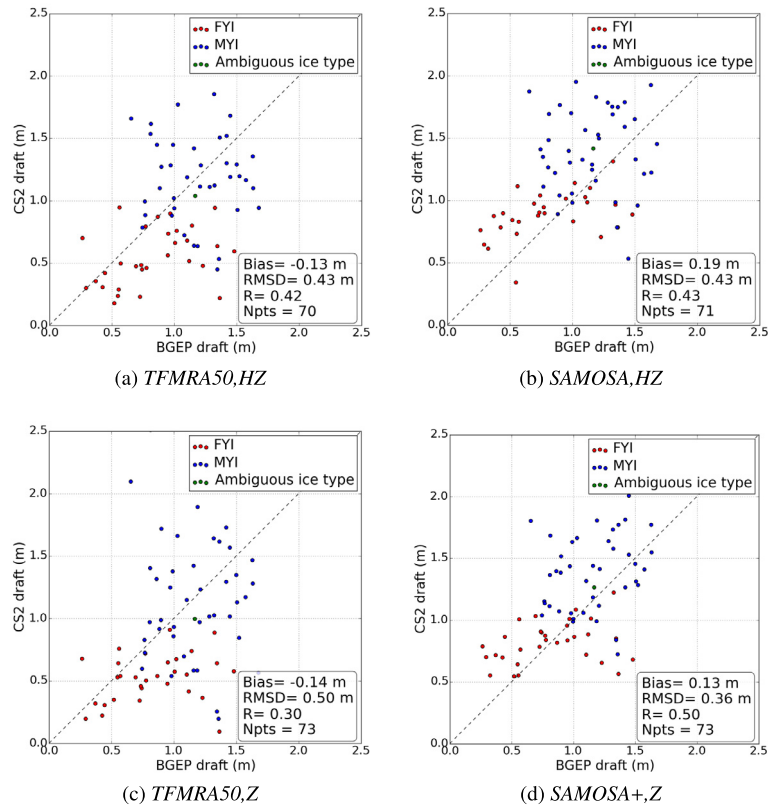 2.5
2.0
1.5
1.0
0.5
0.0
CS2 draft (m)
FYI
MYI
Ambiguous ice type
Bias= -0.13 m
RMSD= 0.43 m
R= 0.42
Npts = 70
0.0 0.5 1.0 1.5 2.0 2.5
BGEP draft (m)
(a) TFMRA50,HZ
2.5
2.0
1.5
1.0
0.5
0.0
CS2 draft (m)
FYI
MYI
Ambiguous ice type
Bias= 0.19 m
RMSD= 0.43 m
R= 0.43
Npts = 71
0.0 0.5 1.0 1.5 2.0 2.5
BGEP draft (m)
(b) SAMOSA,HZ
2.5
2.0
1.5
1.0
0.5
0.0
CS2 draft (m)
FYI
MYI
Ambiguous ice type
Bias= -0.14 m
RMSD= 0.50 m
R= 0.30
Npts = 73
0.0 0.5 1.0 1.5 2.0 2.5
BGEP draft (m)
(c) TFMRA50,Z
2.5
2.0
1.5
1.0
0.5
0.0
CS2 draft (m)
FYI
MYI
Ambiguous ice type
Bias= 0.13 m
RMSD= 0.36 m
R= 0.50
Npts = 73
0.0 0.5 1.0 1.5 2.0 2.5
BGEP draft (m)
(d) SAMOSA+,Z